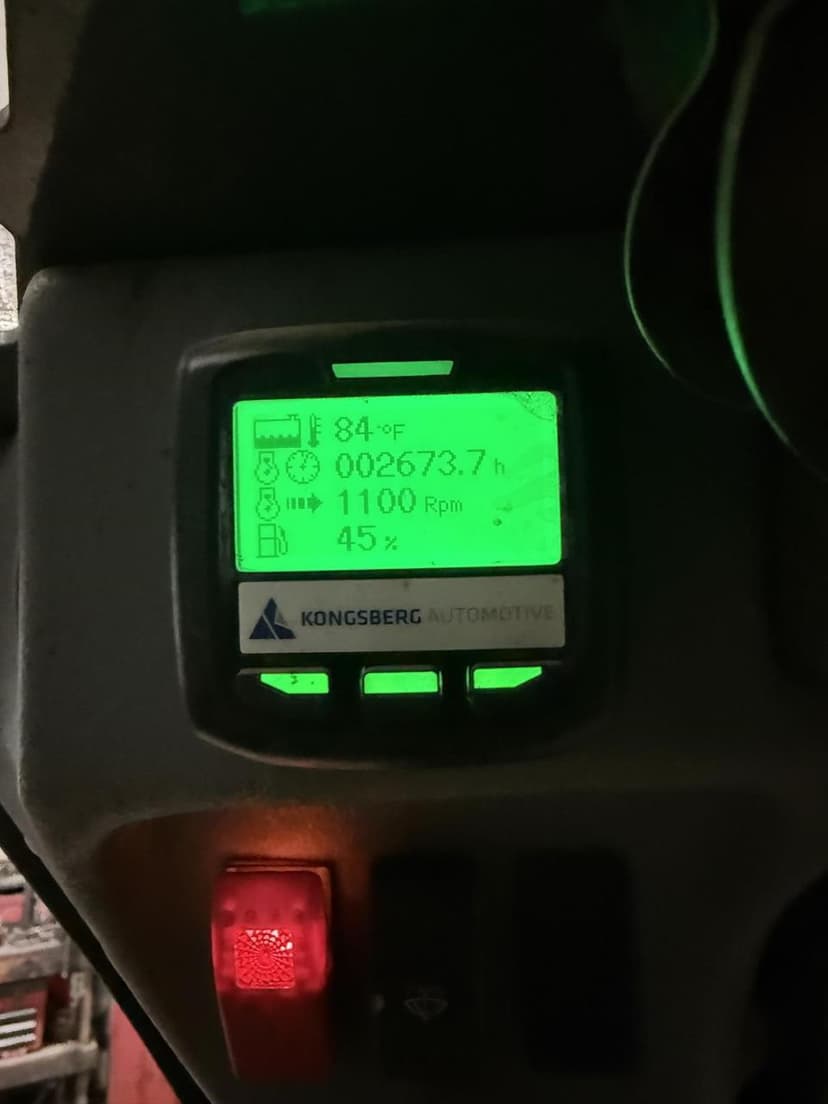 84 °F
002673.7 h
1100 Rpm
45 %
KONGSBERG AUTOMOTIVE